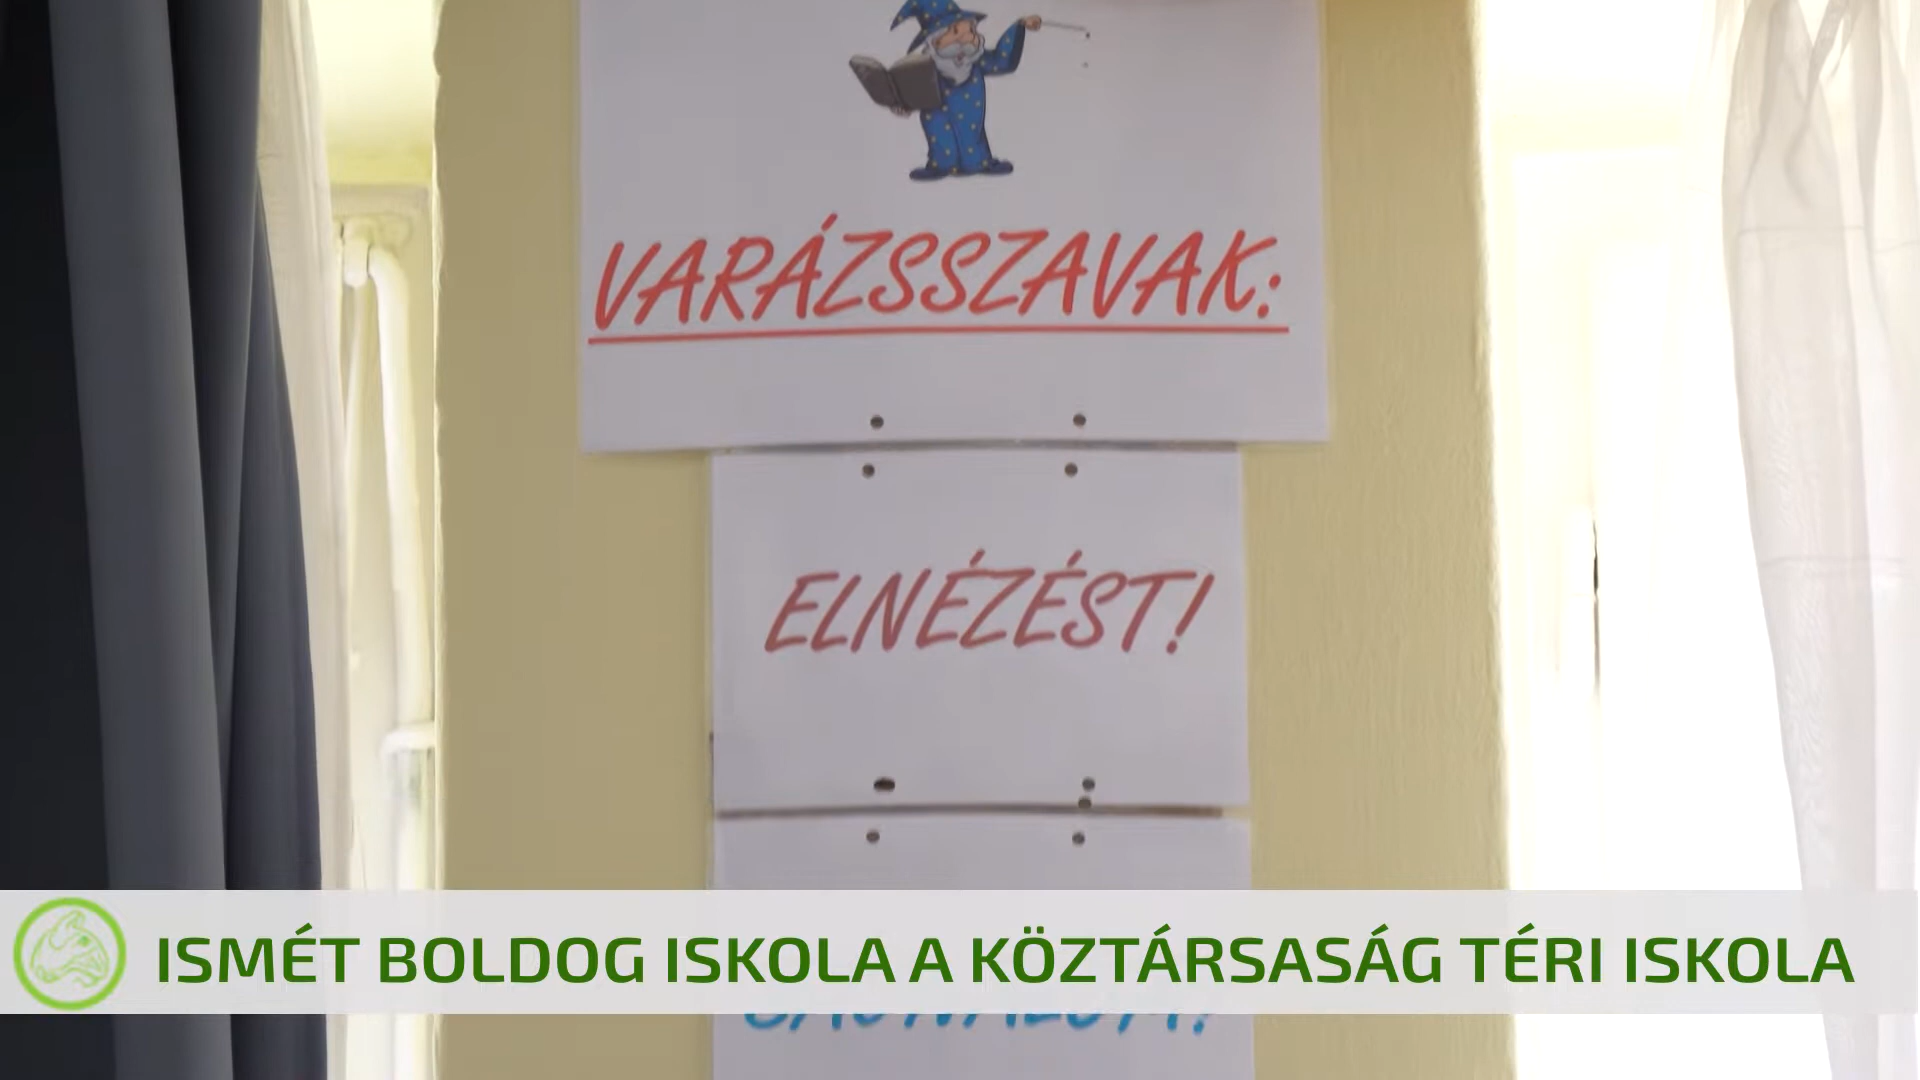 VARÁZSSZAVAK:
ELNÉZÉST!
ISMÉT BOLDOG ISKOLA A KÖZTÁRSASÁG TÉRI ISKOLA